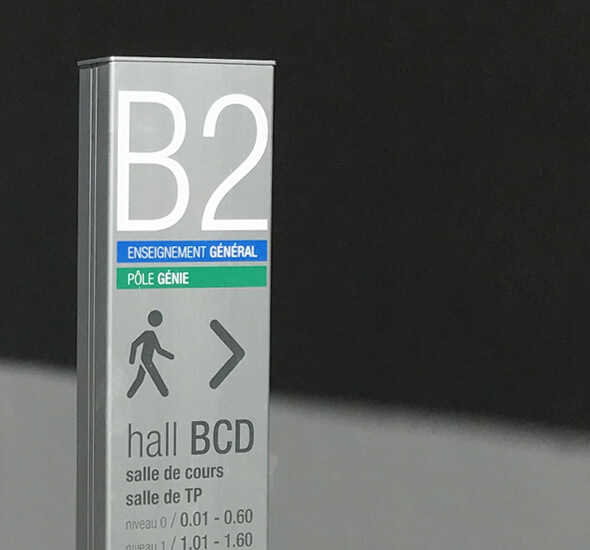 B2
ENSEIGNEMENT GÉNÉRAL
PÔLE GÉNIE
hall BCD
salle de cours
salle de TP
niveau 0 / 0.01 - 0.60
niveau 1 / 1.01 - 1.60